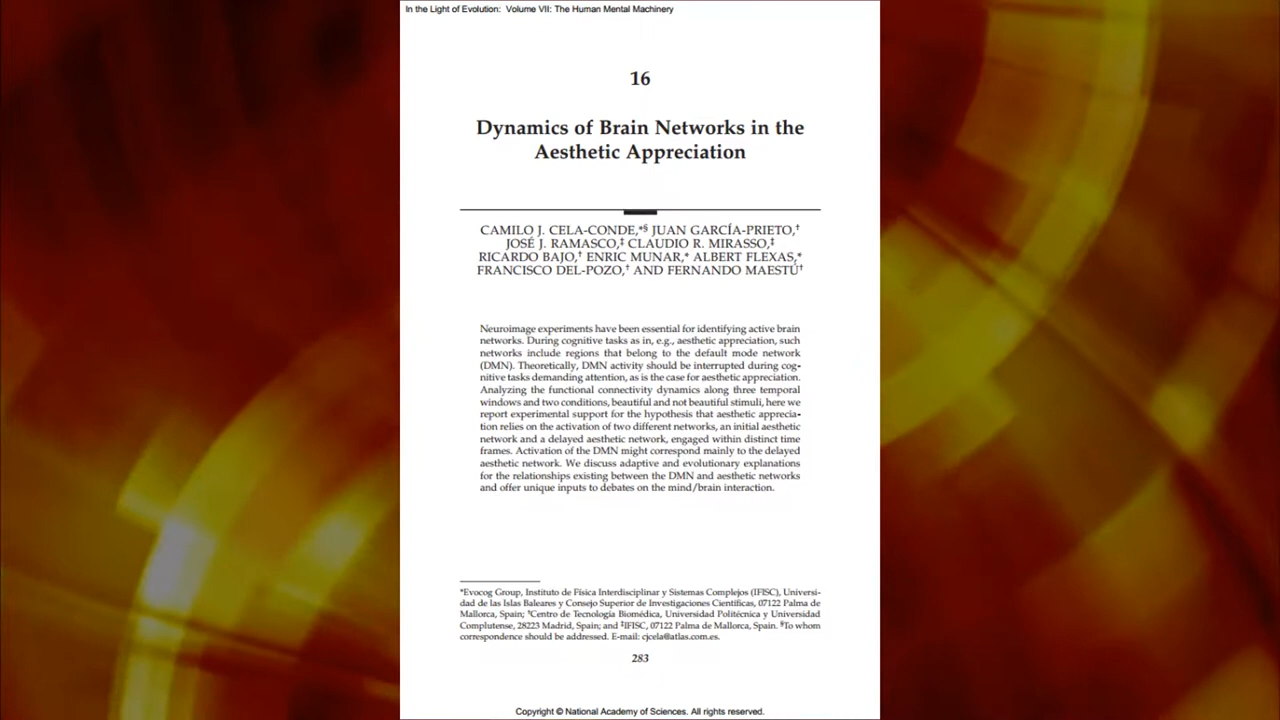 In the Light of Evolution: Volume VII: The Human Mental Machinery
16
Dynamics of Brain Networks in the
Aesthetic Appreciation
CAMILO J. CELA-CONDE,*§ JUAN GARCÍA-PRIETO,†
JOSÉ J. RAMASCO,‡ CLAUDIO R. MIRASSO,‡
RICARDO BAJO,† ENRIC MUNAR,* ALBERT FLEXAS,*
FRANCISCO DEL-POZO,† AND FERNANDO MAESTÚ†
Neuroimage experiments have been essential for identifying active brain
networks. During cognitive tasks as in, e.g., aesthetic appreciation, such
networks include regions that belong to the default mode network
(DMN). Theoretically, DMN activity should be interrupted during cog-
nitive tasks demanding attention, as is the case for aesthetic appreciation.
Analyzing the functional connectivity dynamics along three temporal
windows and two conditions, beautiful and not beautiful stimuli, here we
report experimental support for the hypothesis that aesthetic apprecia-
tion relies on the activation of two different networks, an initial aesthetic
network and a delayed aesthetic network, engaged within distinct time
frames. Activation of the DMN might correspond mainly to the delayed
aesthetic network. We discuss adaptive and evolutionary explanations
for the relationships existing between the DMN and aesthetic networks
and offer unique inputs to debates on the mind/brain interaction.
*Evocog Group, Instituto de Física Interdisciplinar y Sistemas Complejos (IFISC), Universi-
dad de las Islas Baleares y Consejo Superior de Investigaciones Científicas, 07122 Palma de
Mallorca, Spain; †Centro de Tecnología Biomédica, Universidad Politécnica y Universidad
Complutense, 28223 Madrid, Spain; and ‡IFISC, 07122 Palma de Mallorca, Spain. §To whom
correspondence should be addressed. E-mail: cjcela@atlas.com.es.
283
Copyright © National Academy of Sciences. All rights reserved.